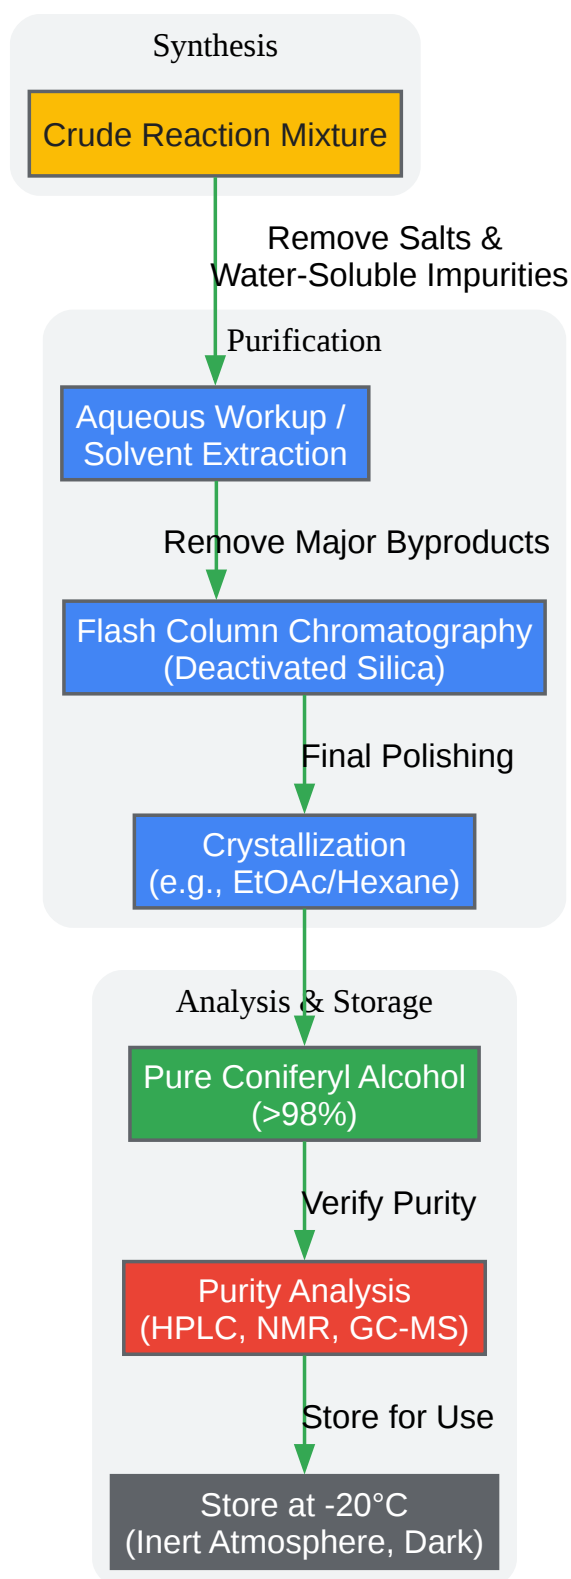 Synthesis
Crude Reaction Mixture
Remove Salts &
Water-Soluble Impurities
Purification
Aqueous Workup /
Solvent Extraction
Remove Major Byproducts
Flash Column Chromatography
(Deactivated Silica)
Final Polishing
Crystallization
(e.g., EtOAc/Hexane)
Analysis & Storage
Pure Coniferyl Alcohol
(>98%)
Verify Purity
Purity Analysis
(HPLC, NMR, GC-MS)
Store for Use
Store at -20°C
(Inert Atmosphere, Dark)